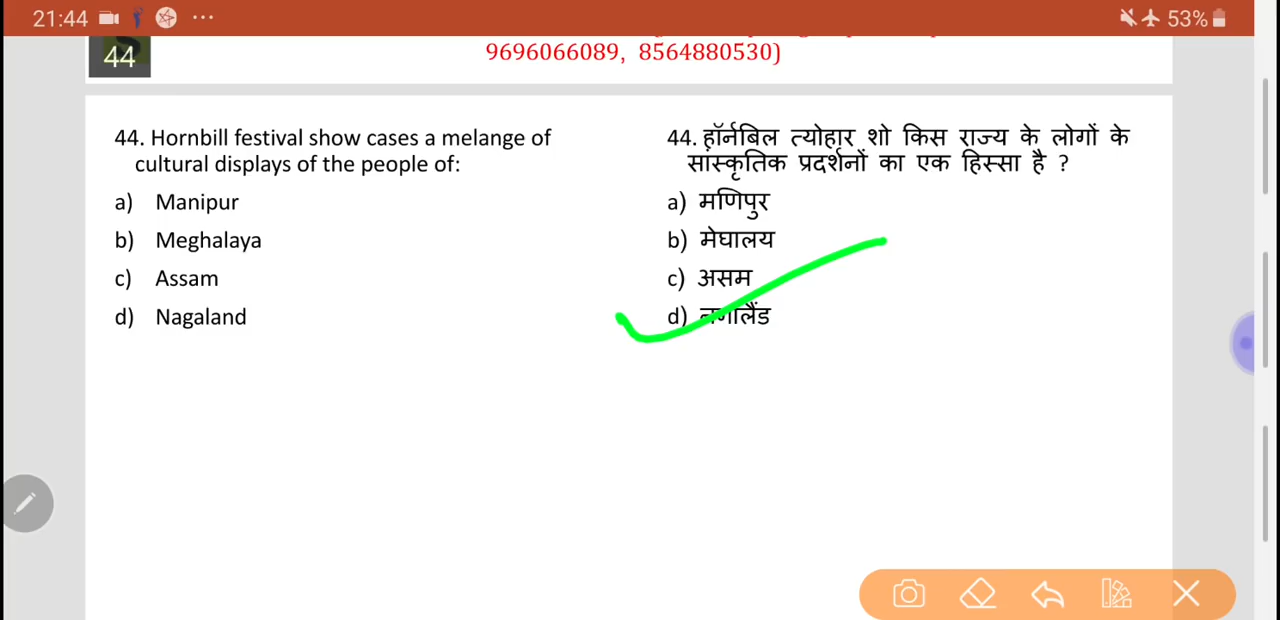 21:44
53%
44
9696066089, 8564880530)
44. Hornbill festival show cases a melange of
cultural displays of the people of:
a) Manipur
b) Meghalaya
c) Assam
d) Nagaland
44. हॉर्नबिल त्योहार शो किस राज्य के लोगों के
सांस्कृतिक प्रदर्शनों का एक हिस्सा है ?
a) मणिपुर
b) मेघालय
c) असम
d) नगालैंड